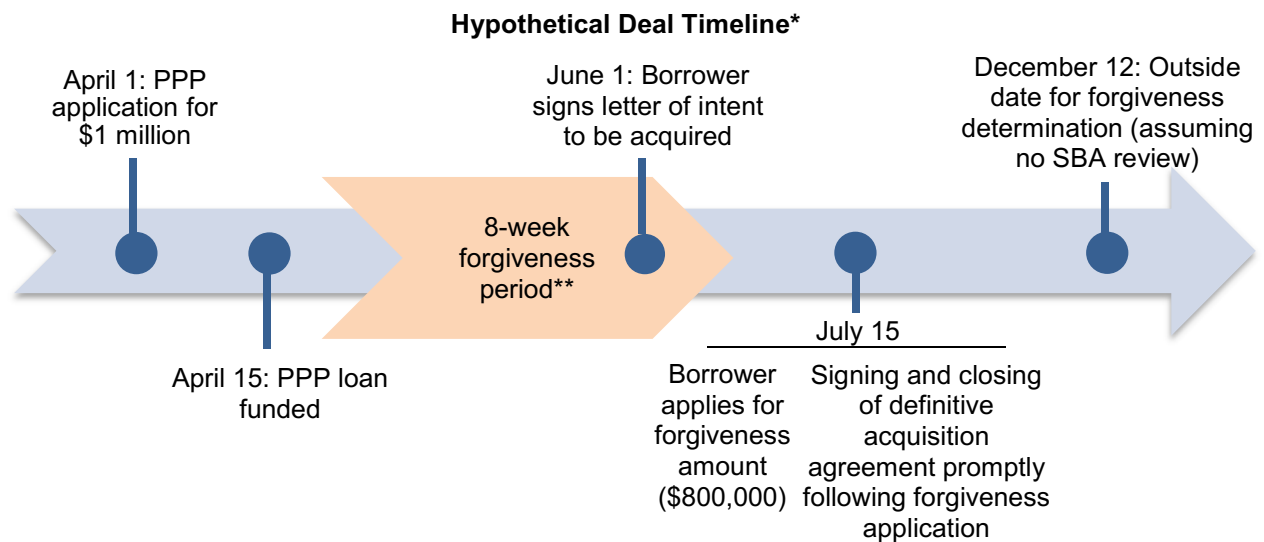 Hypothetical Deal Timeline*
April 1: PPP
application for
$1 million
June 1: Borrower
signs letter of intent
to be acquired
December 12: Outside
date for forgiveness
determination (assuming
no SBA review)
8-week
forgiveness
period**
April 15: PPP loan
funded
July 15
Borrower
applies for
forgiveness
amount
($800,000)
Signing and closing
of definitive
acquisition
agreement promptly
following forgiveness
application